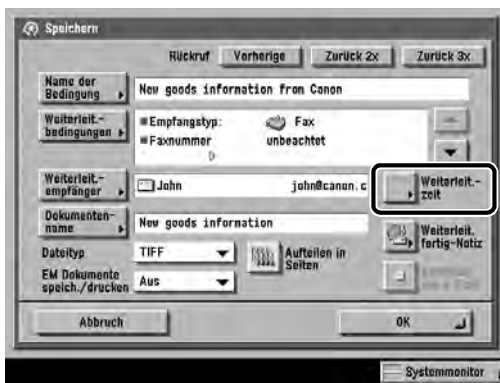 Speichern
Rückruf Vorherige Zurück 2x Zurück 3x
Name der
Bedingung
New goods information from Canon
Weiterleit.-
bedingungen
Empfangstyp: Fax
Faxnummer unbeachtet
Weiterleit.-
empfänger
John john@canon.c
Weiterleit.-
zeit
Dokumenten-
name
New goods information
Weiterleit.
fertig-Notiz
Dateityp TIFF
Aufteilen in
Seiten
EM Dokumente
speich./drucken
Aus
Abbruch OK
Systemmonitor